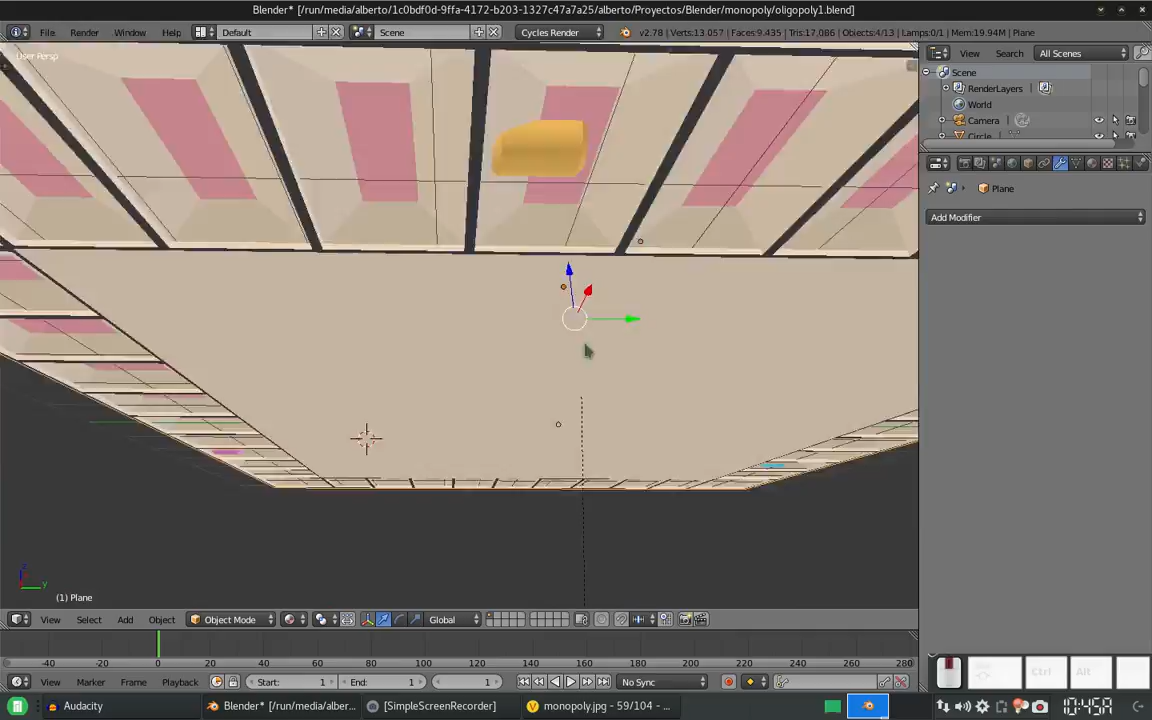 Blender* [/run/media/alberto/1c0bdf0d-9ffa-4172-b203-1327c47a7a25/alberto/Proyectos/Blender/monopoly/oligopoly1.blend]
File Render Window Help Default Scene Cycles Render v2.78 | Verts:13.057 | Faces:9.435 | Tris:17.086 | Objects:4/13 | Lamps:0/1 | Mem:19.94M | Plane
View Search All Scenes
User Persp
Scene
RenderLayers
World
Camera
Circle
Plane
Add Modifier
(1) Plane
View Select Add Object Object Mode Global
-40 -20 0 20 40 60 80 100 120 140 160 180 200 220 240 260 280
View Marker Frame Playback Start: 1 End: 1 1 No Sync
Ctrl Alt
Audacity Blender* [/run/media/alber... [SimpleScreenRecorder] monopoly.jpg - 59/104 - ... 10:45A